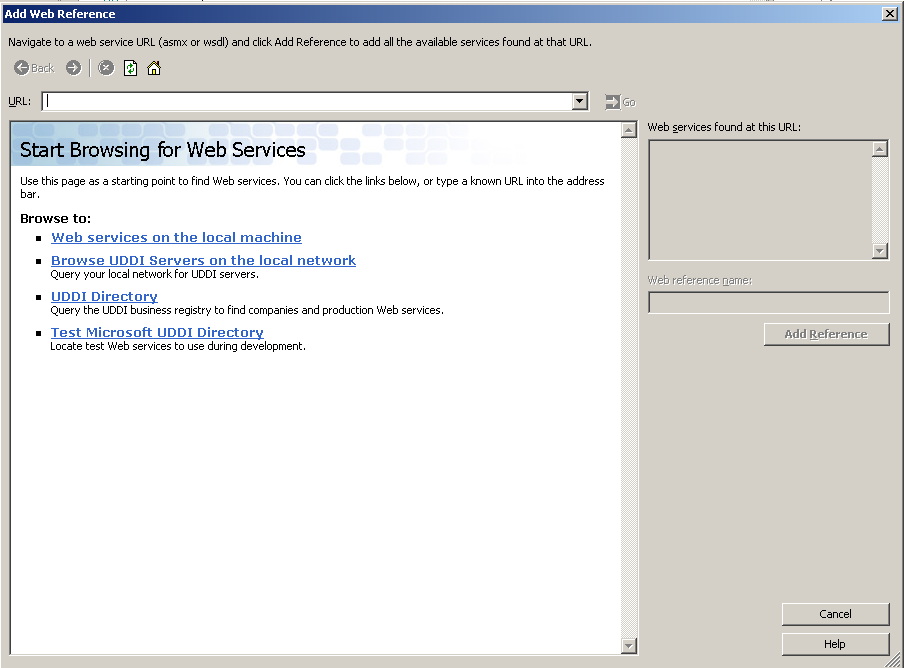 Add Web Reference
Navigate to a web service URL (asmx or wsdl) and click Add Reference to add all the available services found at that URL.
Back
URL:
Go
Start Browsing for Web Services
Use this page as a starting point to find Web services. You can click the links below, or type a known URL into the address
bar.
Browse to:
Web services on the local machine
Browse UDDI Servers on the local network
Query your local network for UDDI servers.
UDDI Directory
Query the UDDI business registry to find companies and production Web services.
Test Microsoft UDDI Directory
Locate test Web services to use during development.
Web services found at this URL:
Web reference name:
Add Reference
Cancel
Help